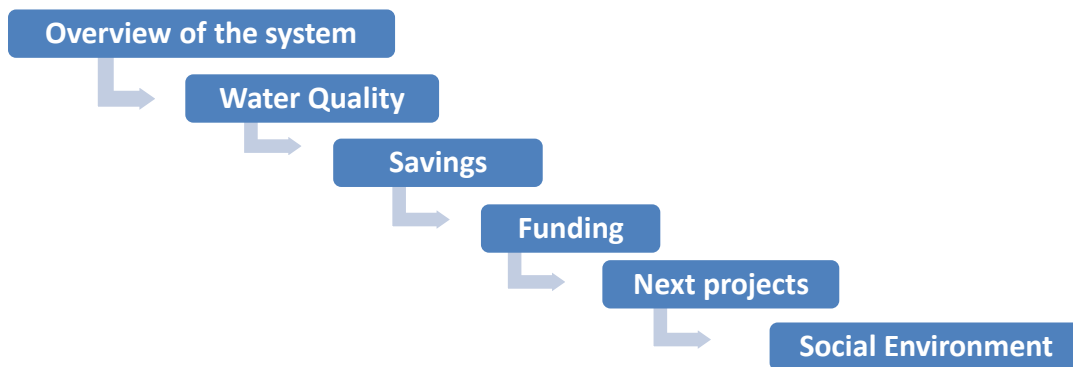 Overview of the system
Water Quality
Savings
Funding
Next projects
Social Environment